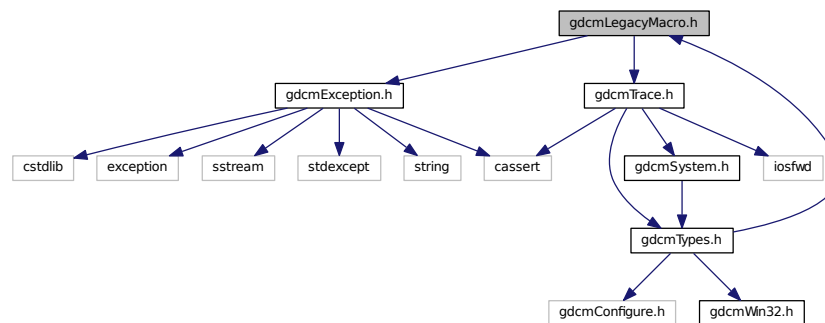 gdcmLegacyMacro.h
gdcmException.h
gdcmTrace.h
cstdlib
exception
sstream
stdexcept
string
cassert
gdcmSystem.h
iosfwd
gdcmTypes.h
gdcmConfigure.h
gdcmWin32.h